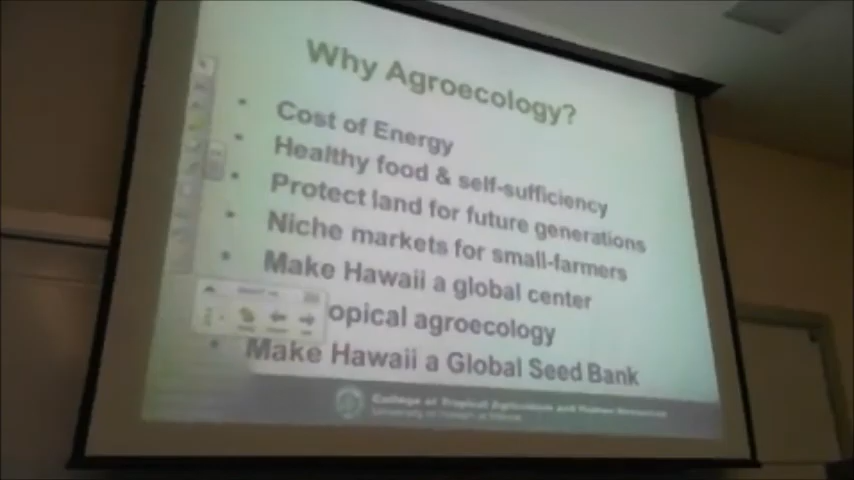 Why Agroecology?
• Cost of Energy
• Healthy food & self-sufficiency
• Protect land for future generations
• Niche markets for small-farmers
• Make Hawaii a global center
opical agroecology
• Make Hawaii a Global Seed Bank
College of Tropical Agriculture and Human Resources
University of Hawai'i at Manoa